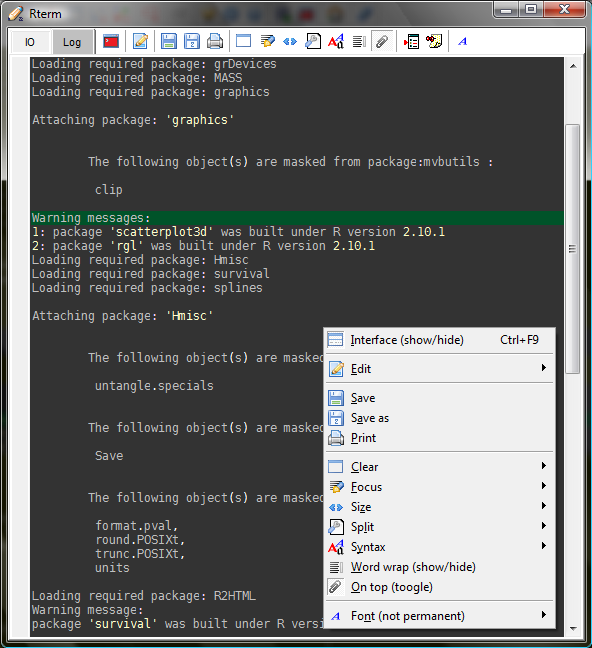 Rterm
IO Log
Loading required package: grDevices
Loading required package: MASS
Loading required package: graphics
Attaching package: 'graphics'
The following object(s) are masked from package:mvbutils :
clip
Warning messages:
1: package 'scatterplot3d' was built under R version 2.10.1
2: package 'rgl' was built under R version 2.10.1
Loading required package: Hmisc
Loading required package: survival
Loading required package: splines
Attaching package: 'Hmisc'
The following object(s) are masked
untangle.specials
The following object(s) are masked
Save
The following object(s) are masked
format.pval,
round.POSIXt,
trunc.POSIXt,
units
Loading required package: R2HTML
Warning message:
package 'survival' was built under R versi
Interface (show/hide) Ctrl+F9
Edit
Save
Save as
Print
Clear
Focus
Size
Split
Syntax
Word wrap (show/hide)
On top (toogle)
Font (not permanent)